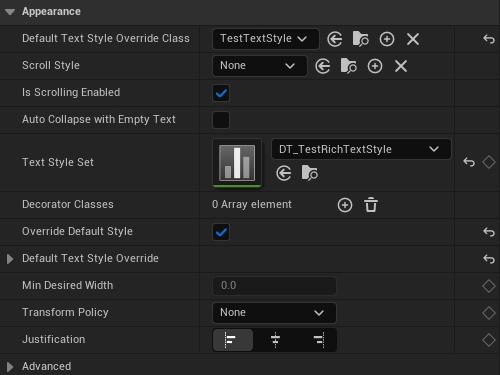 Appearance
Default Text Style Override Class TestTextStyle
Scroll Style None
Is Scrolling Enabled
Auto Collapse with Empty Text
Text Style Set DT_TestRichTextStyle
Decorator Classes 0 Array element
Override Default Style
Default Text Style Override
Min Desired Width 0.0
Transform Policy None
Justification
Advanced